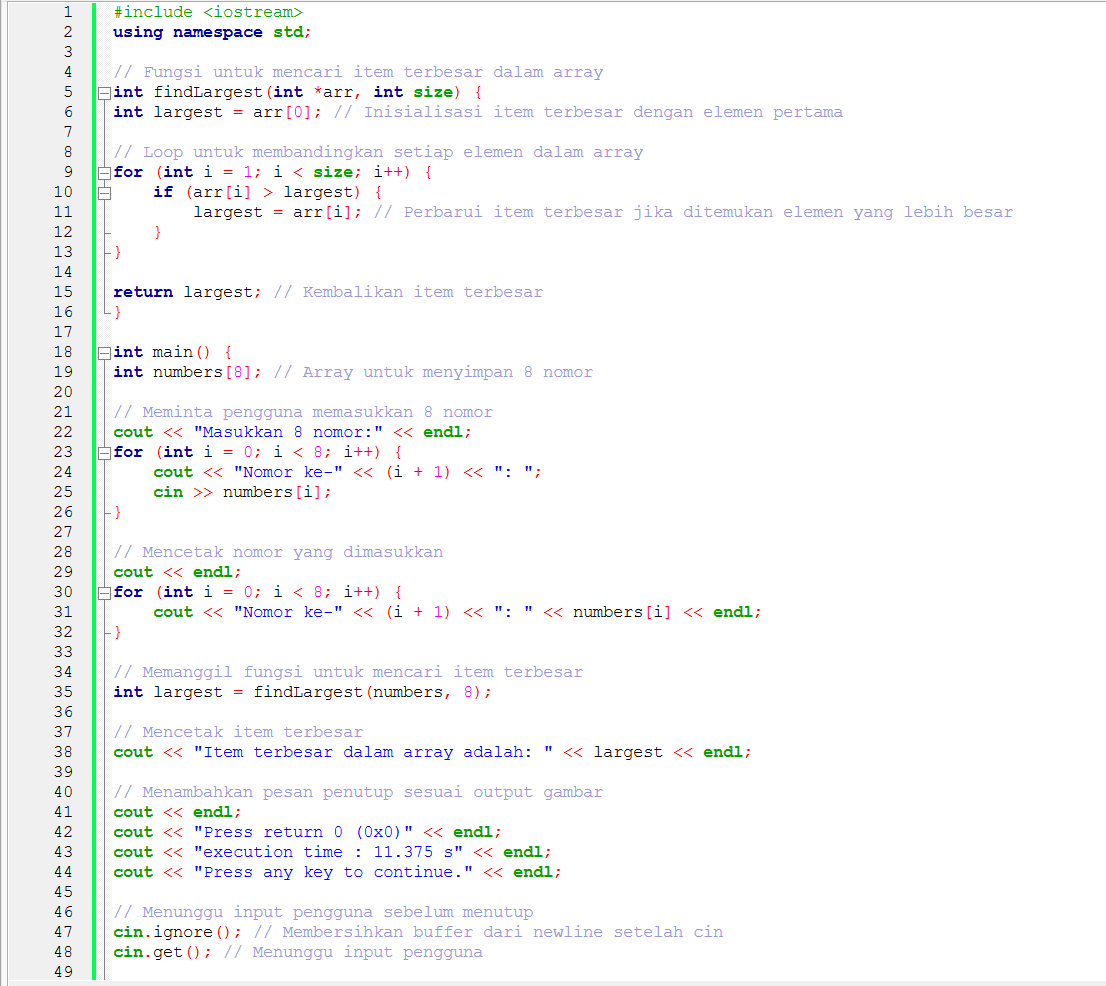 1 #include <iostream>
2 using namespace std;
3
4 // Fungsi untuk mencari item terbesar dalam array
5 int findLargest(int *arr, int size) {
6 int largest = arr[0]; // Inisialisasi item terbesar dengan elemen pertama
7
8 // Loop untuk membandingkan setiap elemen dalam array
9 for (int i = 1; i < size; i++) {
10     if (arr[i] > largest) {
11         largest = arr[i]; // Perbarui item terbesar jika ditemukan elemen yang lebih besar
12     }
13 }
14
15 return largest; // Kembalikan item terbesar
16 }
17
18 int main() {
19 int numbers[8]; // Array untuk menyimpan 8 nomor
20
21 // Meminta pengguna memasukkan 8 nomor
22 cout << "Masukkan 8 nomor:" << endl;
23 for (int i = 0; i < 8; i++) {
24     cout << "Nomor ke-" << (i + 1) << ": ";
25     cin >> numbers[i];
26 }
27
28 // Mencetak nomor yang dimasukkan
29 cout << endl;
30 for (int i = 0; i < 8; i++) {
31     cout << "Nomor ke-" << (i + 1) << ": " << numbers[i] << endl;
32 }
33
34 // Memanggil fungsi untuk mencari item terbesar
35 int largest = findLargest(numbers, 8);
36
37 // Mencetak item terbesar
38 cout << "Item terbesar dalam array adalah: " << largest << endl;
39
40 // Menambahkan pesan penutup sesuai output gambar
41 cout << endl;
42 cout << "Press return 0 (0x0)" << endl;
43 cout << "execution time : 11.375 s" << endl;
44 cout << "Press any key to continue." << endl;
45
46 // Menunggu input pengguna sebelum menutup
47 cin.ignore(); // Membersihkan buffer dari newline setelah cin
48 cin.get(); // Menunggu input pengguna
49